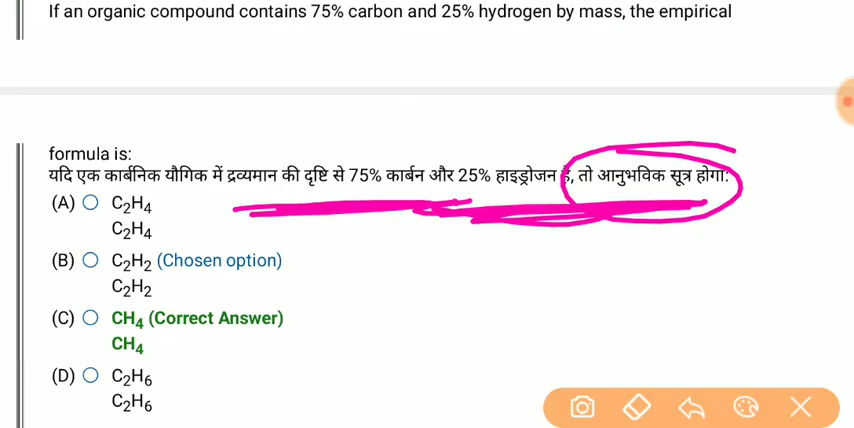 If an organic compound contains 75% carbon and 25% hydrogen by mass, the empirical
formula is:
यदि एक कार्बनिक यौगिक में द्रव्यमान की दृष्टि से 75% कार्बन और 25% हाइड्रोजन है, तो आनुभविक सूत्र होगा:
(A) C₂H₄
C₂H₄
(B) C₂H₂ (Chosen option)
C₂H₂
(C) CH₄ (Correct Answer)
CH₄
(D) C₂H₆
C₂H₆